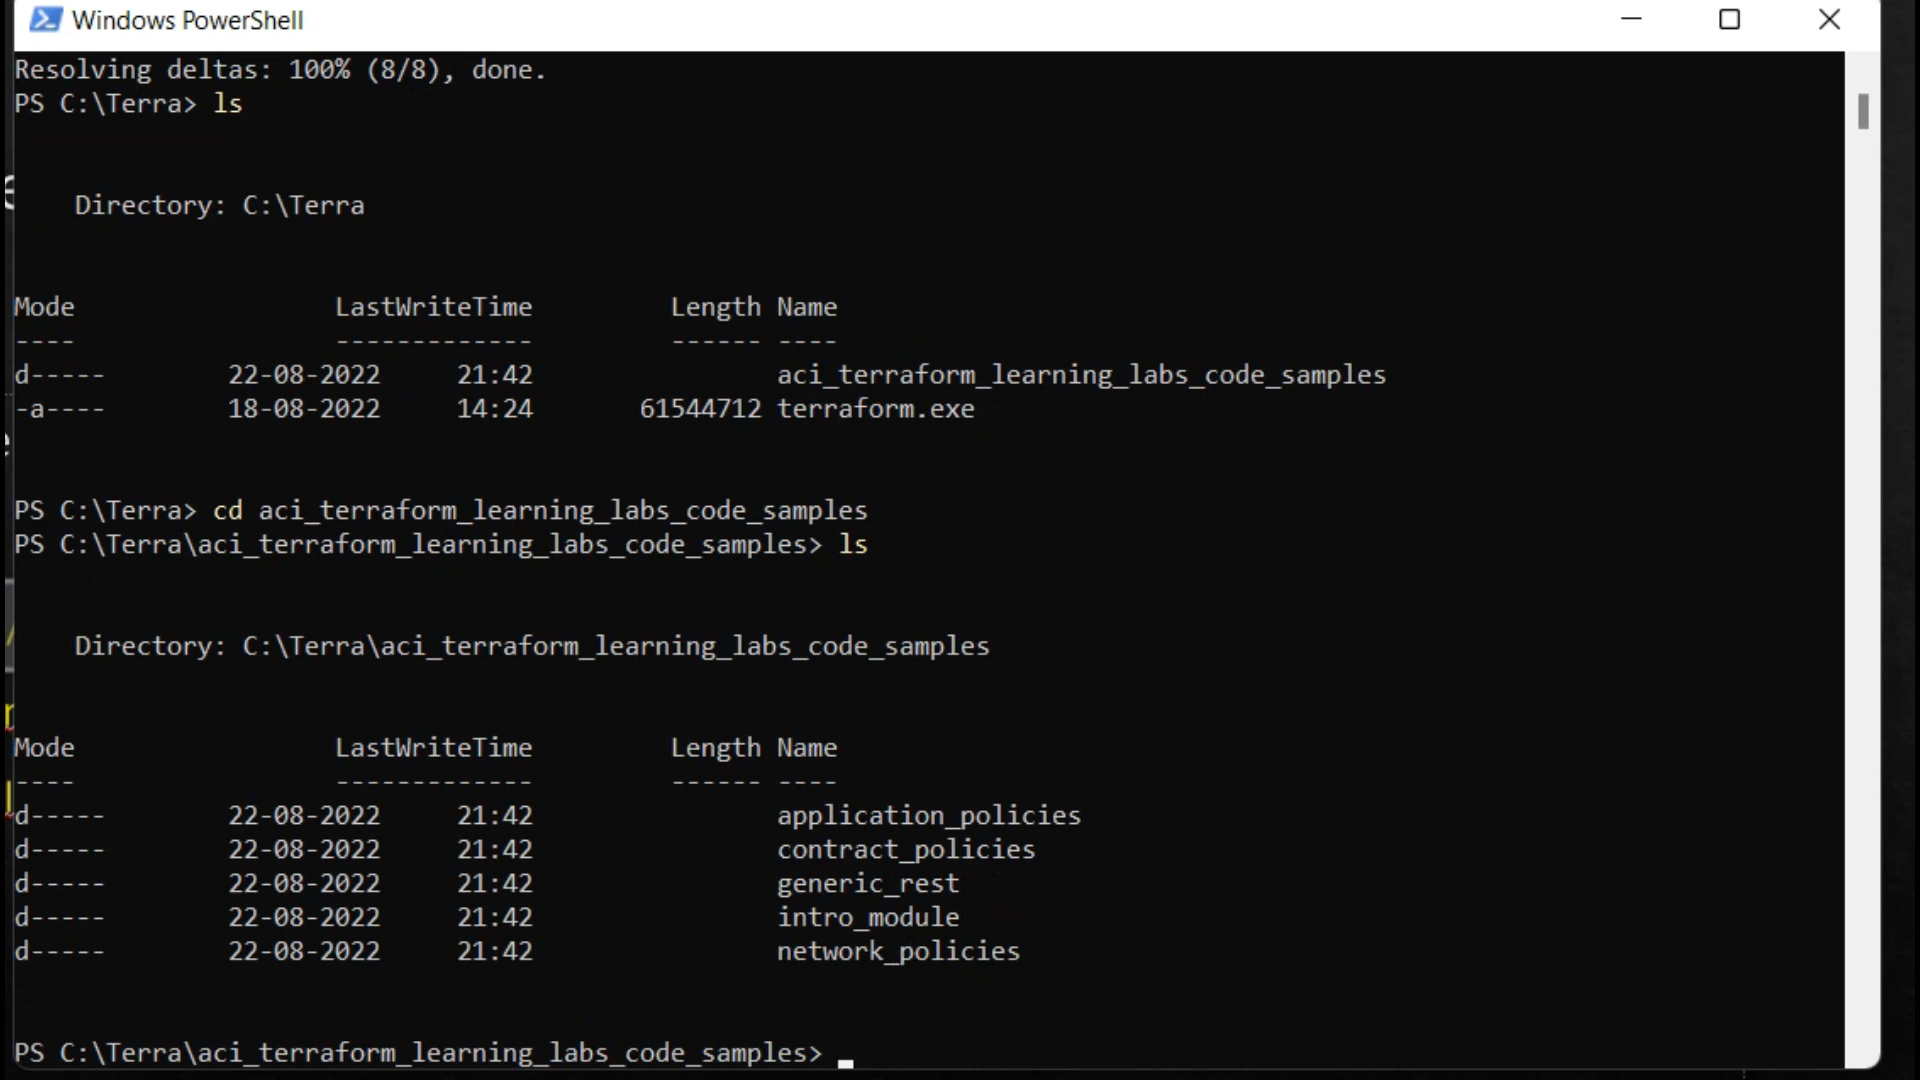 Windows PowerShell
Resolving deltas: 100% (8/8), done.
PS C:\Terra> ls
Directory: C:\Terra
Mode LastWriteTime Length Name
---- ------------- ------ ----
d----- 22-08-2022 21:42 aci_terraform_learning_labs_code_samples
-a---- 18-08-2022 14:24 61544712 terraform.exe
PS C:\Terra> cd aci_terraform_learning_labs_code_samples
PS C:\Terra\aci_terraform_learning_labs_code_samples> ls
Directory: C:\Terra\aci_terraform_learning_labs_code_samples
Mode LastWriteTime Length Name
---- ------------- ------ ----
d----- 22-08-2022 21:42 application_policies
d----- 22-08-2022 21:42 contract_policies
d----- 22-08-2022 21:42 generic_rest
d----- 22-08-2022 21:42 intro_module
d----- 22-08-2022 21:42 network_policies
PS C:\Terra\aci_terraform_learning_labs_code_samples>